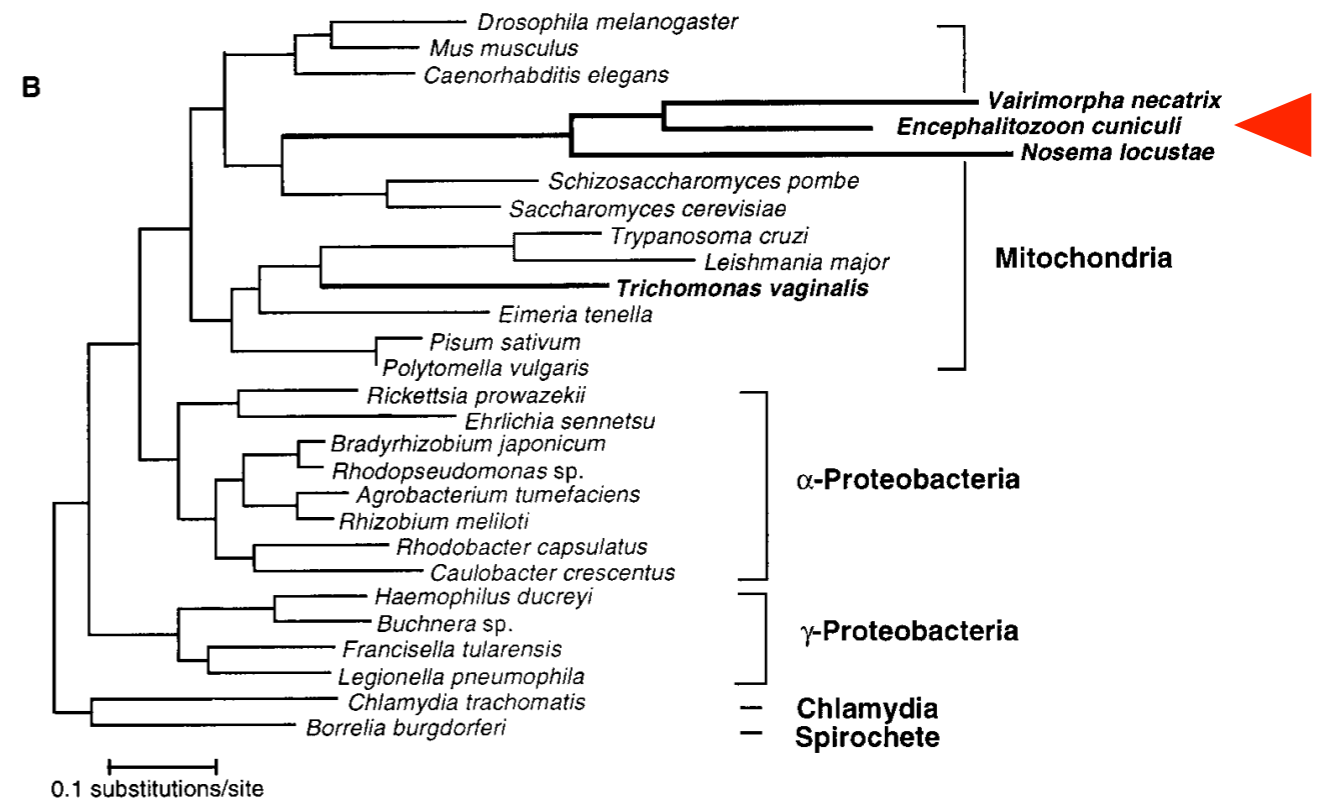 Drosophila melanogaster
Mus musculus
Caenorhabditis elegans
B
Vairimorpha necatrix
Encephalitozoon cuniculi
Nosema locustae
Schizosaccharomyces pombe
Saccharomyces cerevisiae
Trypanosoma cruzi
Leishmania major
Mitochondria
Trichomonas vaginalis
Eimeria tenella
Pisum sativum
Polytomella vulgaris
Rickettsia prowazekii
Ehrlichia sennetsu
Bradyrhizobium japonicum
Rhodopseudomonas sp.
α-Proteobacteria
Agrobacterium tumefaciens
Rhizobium meliloti
Rhodobacter capsulatus
Caulobacter crescentus
Haemophilus ducreyi
Buchnera sp.
γ-Proteobacteria
Francisella tularensis
Legionella pneumophila
Chlamydia trachomatis
Chlamydia
Borrelia burgdorferi
Spirochete
0.1 substitutions/site